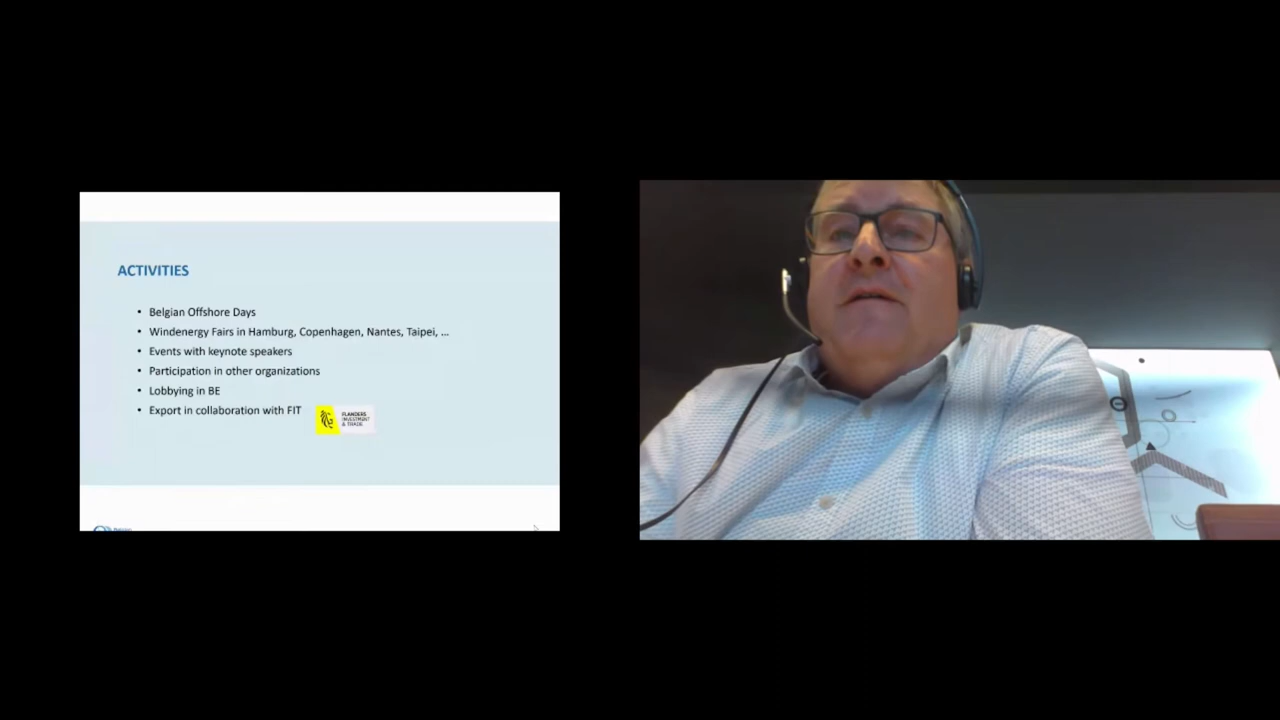 ACTIVITIES
• Belgian Offshore Days
• Windenergy Fairs in Hamburg, Copenhagen, Nantes, Taipei, ...
• Events with keynote speakers
• Participation in other organizations
• Lobbying in BE
• Export in collaboration with FIT
FLANDERS
INVESTMENT
& TRADE